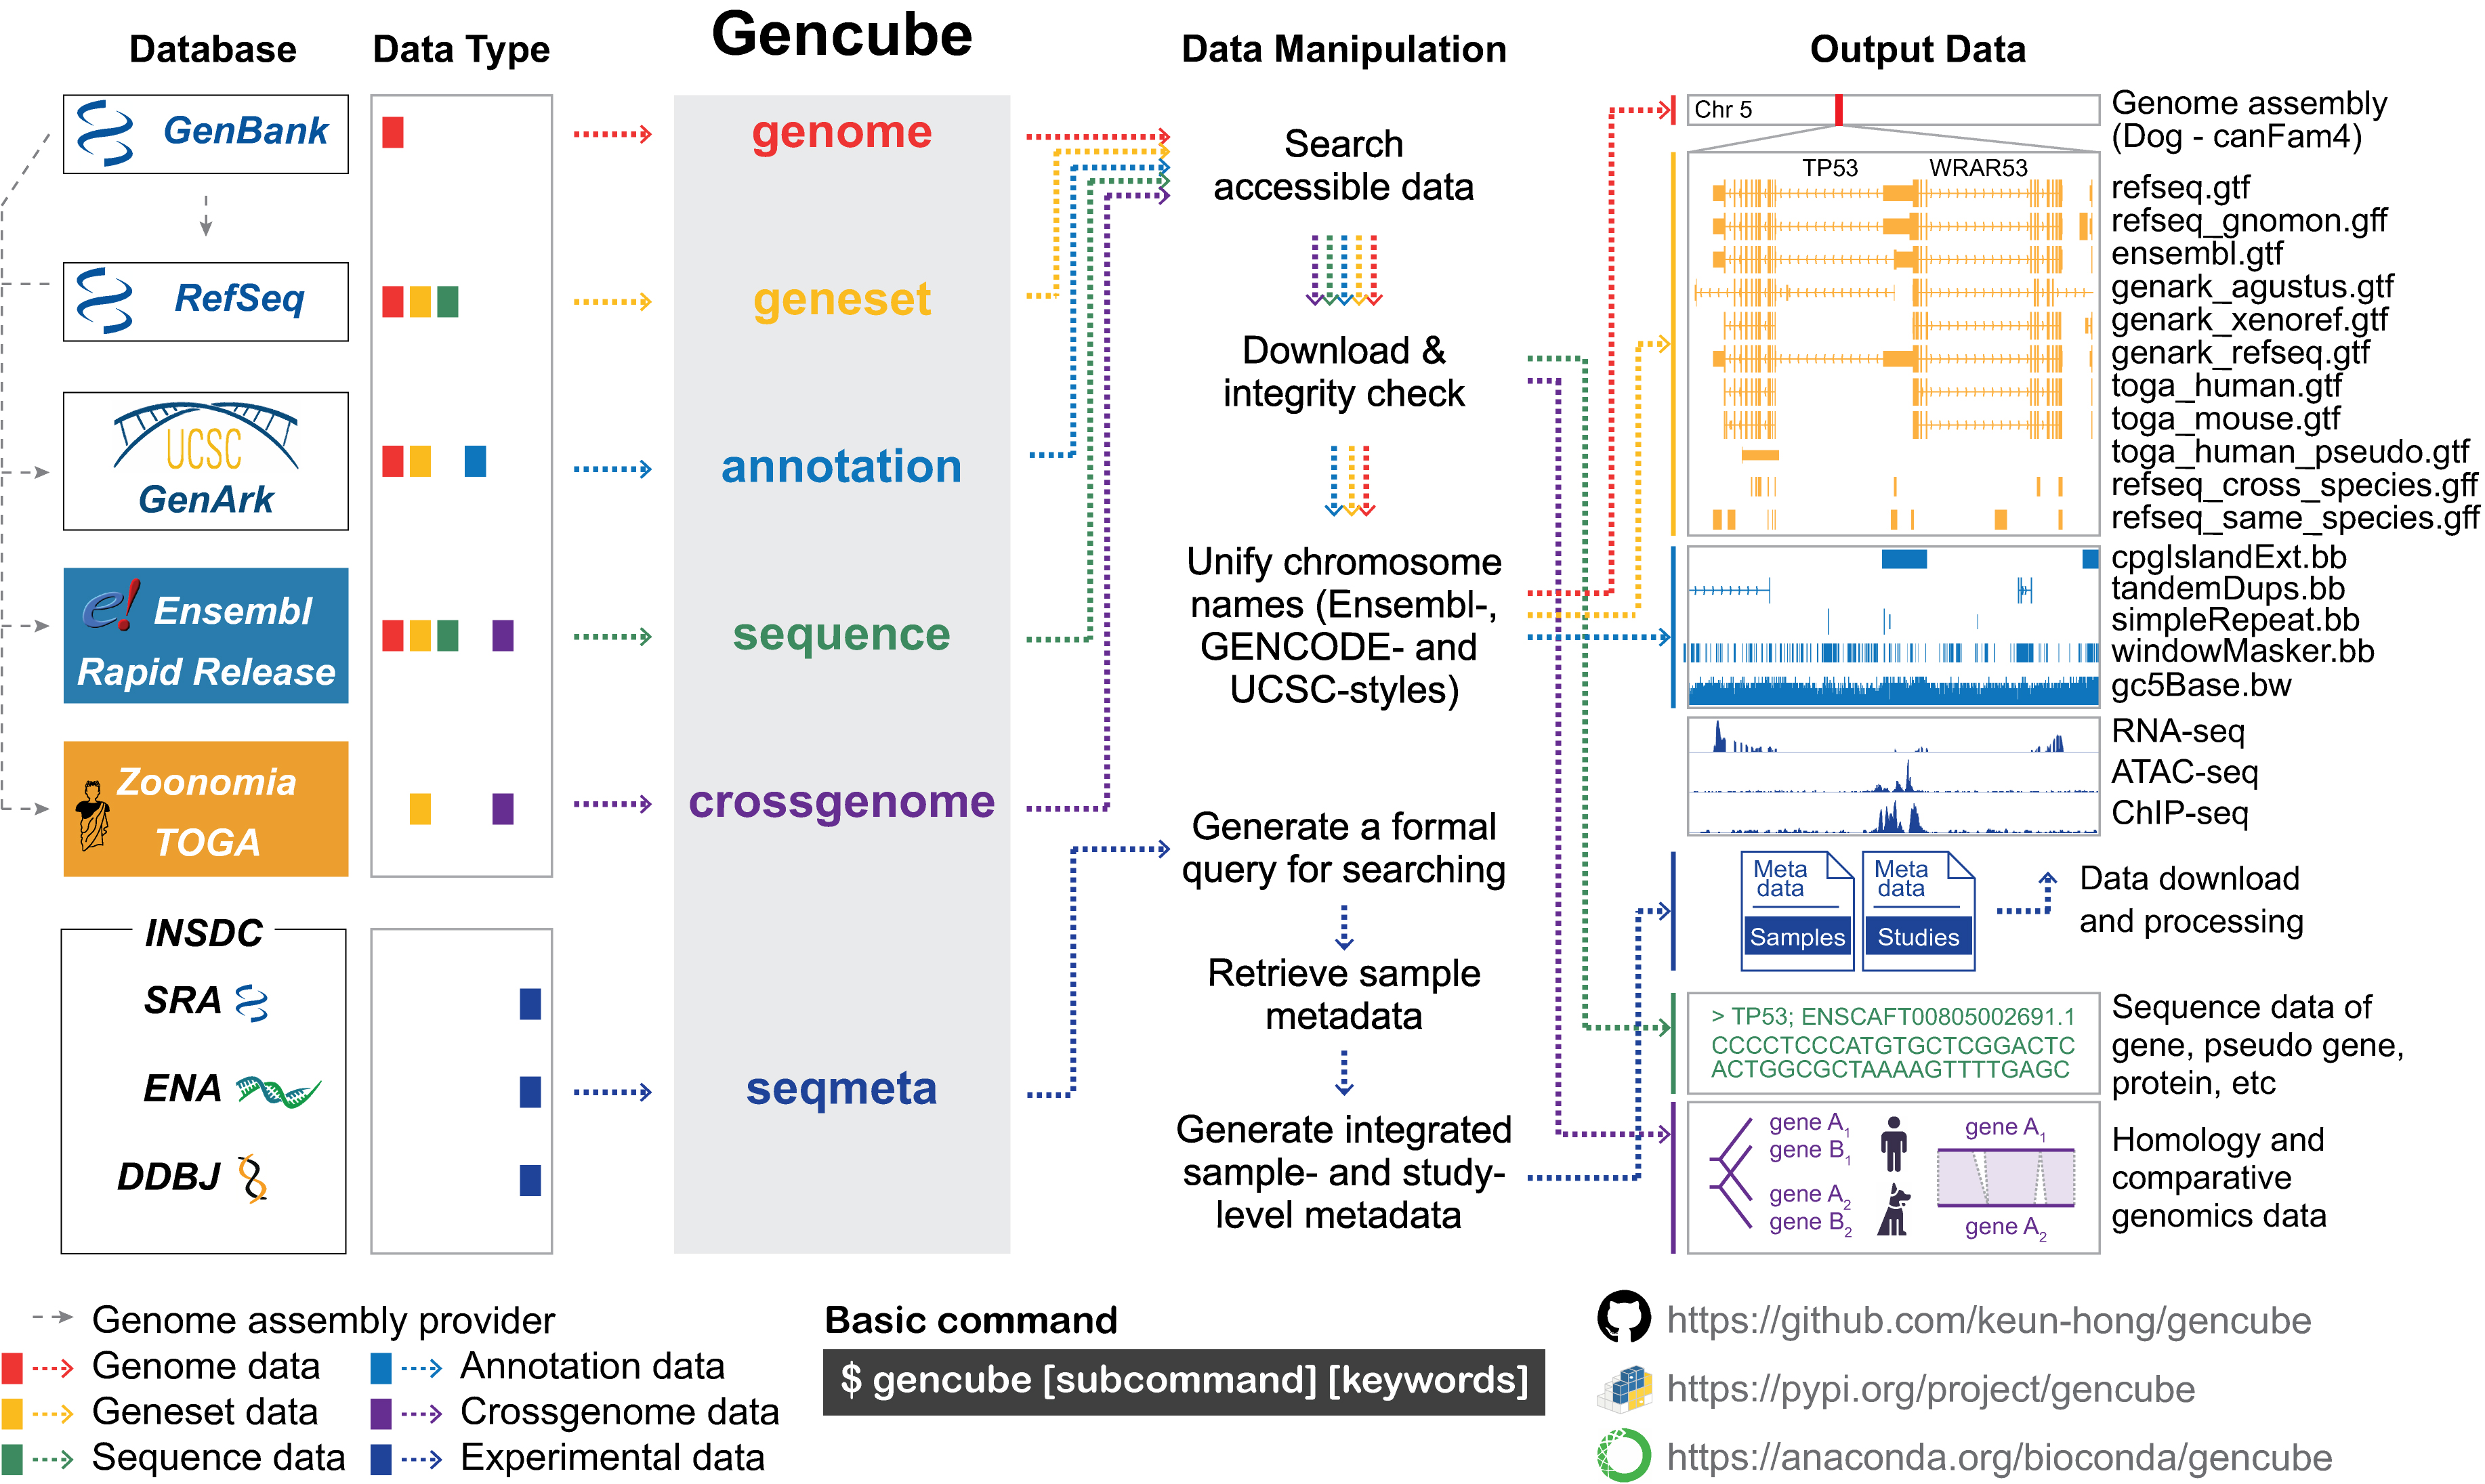 Gencube
Database
Data Type
Data Manipulation
Output Data
GenBank
RefSeq
UCSC
GenArk
e! Ensembl
Rapid Release
Zoonomia
TOGA
INSDC
SRA
ENA
DDBJ
genome
geneset
annotation
sequence
crossgenome
seqmeta
Search
accessible data
Download &
integrity check
Unify chromosome
names (Ensembl-,
GENCODE- and
UCSC-styles)
Generate a formal
query for searching
Retrieve sample
metadata
Generate integrated
sample- and study-
level metadata
Chr 5
Genome assembly
(Dog - canFam4)
TP53
WRAR53
refseq.gtf
refseq_gnomon.gff
ensembl.gtf
genark_agustus.gtf
genark_xenoref.gtf
genark_refseq.gtf
toga_human.gtf
toga_mouse.gtf
toga_human_pseudo.gtf
refseq_cross_species.gff
refseq_same_species.gff
cpgIslandExt.bb
tandemDups.bb
simpleRepeat.bb
windowMasker.bb
gc5Base.bw
RNA-seq
ATAC-seq
ChIP-seq
Meta
data
Samples
Meta
data
Studies
Data download
and processing
> TP53; ENSCAFT00805002691.1
CCCCTCCCATGTGCTCGGACTC
ACTGGCGCTAAAAGTTTTGAGC
Sequence data of
gene, pseudo gene,
protein, etc
gene A1
gene B1
gene A2
gene B2
gene A1
gene A2
Homology and
comparative
genomics data
Genome assembly provider
Genome data
Geneset data
Sequence data
Annotation data
Crossgenome data
Experimental data
Basic command
$ gencube [subcommand] [keywords]
https://github.com/keun-hong/gencube
https://pypi.org/project/gencube
https://anaconda.org/bioconda/gencube